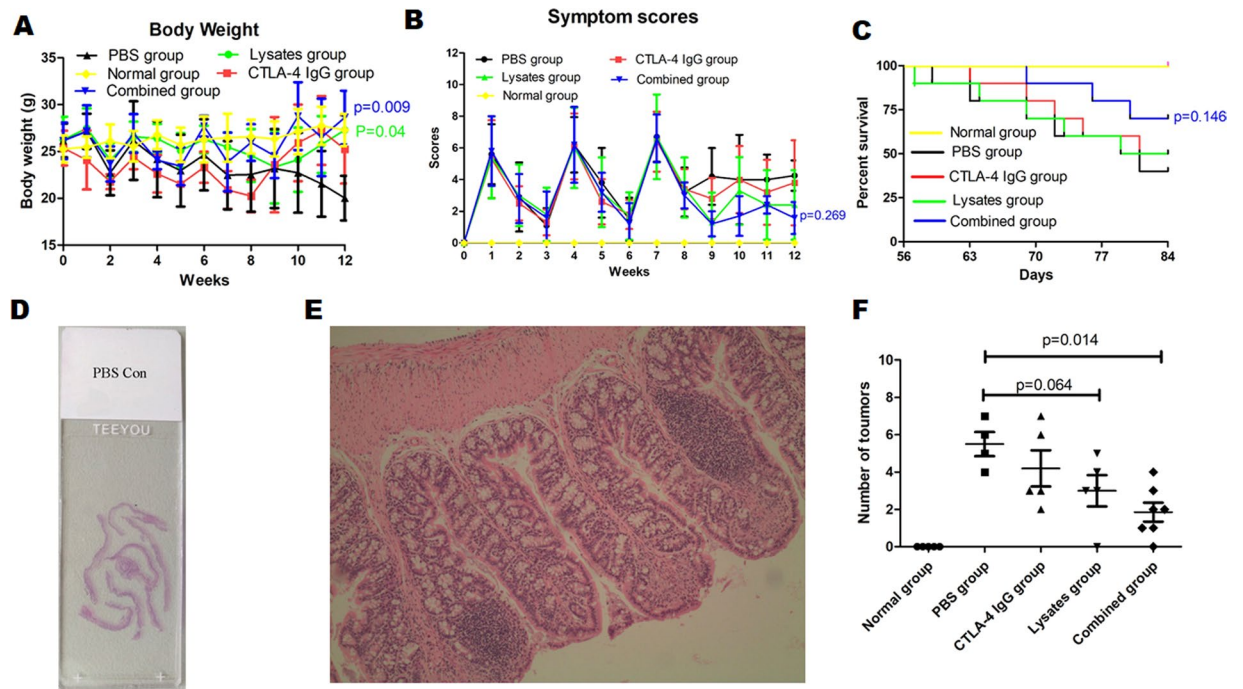 A
Body Weight
PBS group
Normal group
Combined group
Lysates group
CTLA-4 IgG group
p=0.009
p=0.04
Body weight (g)
35
30
25
20
15
0 2 4 6 8 10 12
Weeks
B
Symptom scores
PBS group
Lysates group
Normal group
CTLA-4 IgG group
Combined group
p=0.269
Scores
12
10
8
6
4
2
0
0 1 2 3 4 5 6 7 8 9 10 11 12
Weeks
C
Percent survival
100
75
50
25
0
Normal group
PBS group
CTLA-4 IgG group
Lysates group
Combined group
p=0.146
56 63 70 77 84
Days
D
PBS Con
TEEYOU
E
F
p=0.014
p=0.064
Number of toumors
10
8
6
4
2
0
Normal group
PBS group
CTLA-4 IgG group
Lysates group
Combined group